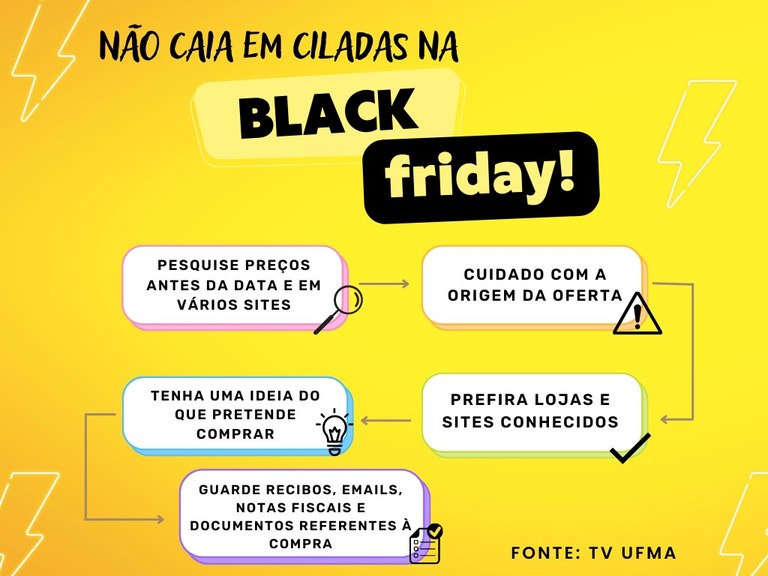 NÃO CAIA EM CILADAS NA
BLACK
friday!
PESQUISE PREÇOS
ANTES DA DATA E EM
VÁRIOS SITES
CUIDADO COM A
ORIGEM DA OFERTA
PREFIRA LOJAS E
SITES CONHECIDOS
TENHA UMA IDEIA DO
QUE PRETENDE
COMPRAR
GUARDE RECIBOS, EMAILS,
NOTAS FISCAIS E
DOCUMENTOS REFERENTES À
COMPRA
FONTE: TV UFMA